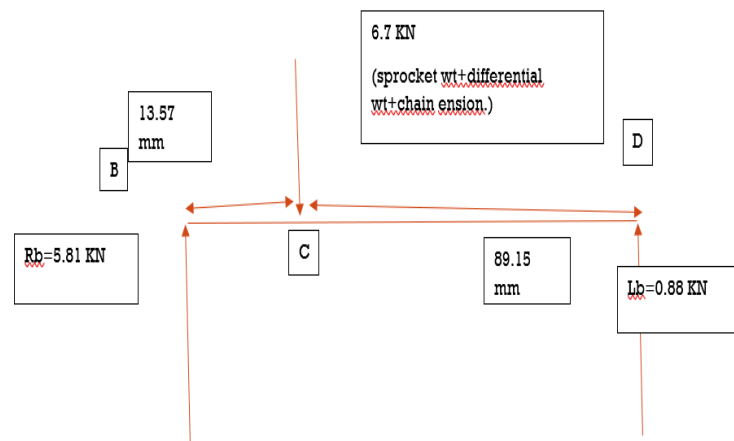 6.7 KN
(sprocket wt+differential
wt+chain ension.)
13.57
mm
B
D
Rb=5.81 KN
C
89.15
mm
Lb=0.88 KN